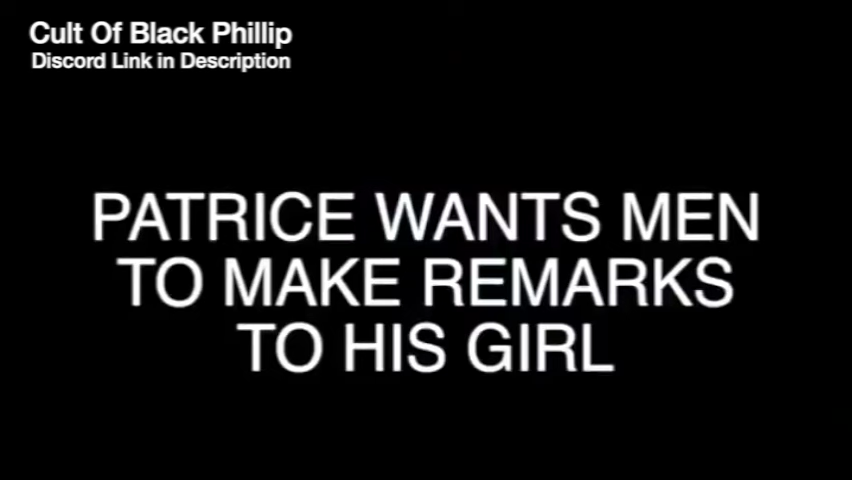 Cult Of Black Phillip
Discord Link in Description
PATRICE WANTS MEN
TO MAKE REMARKS
TO HIS GIRL